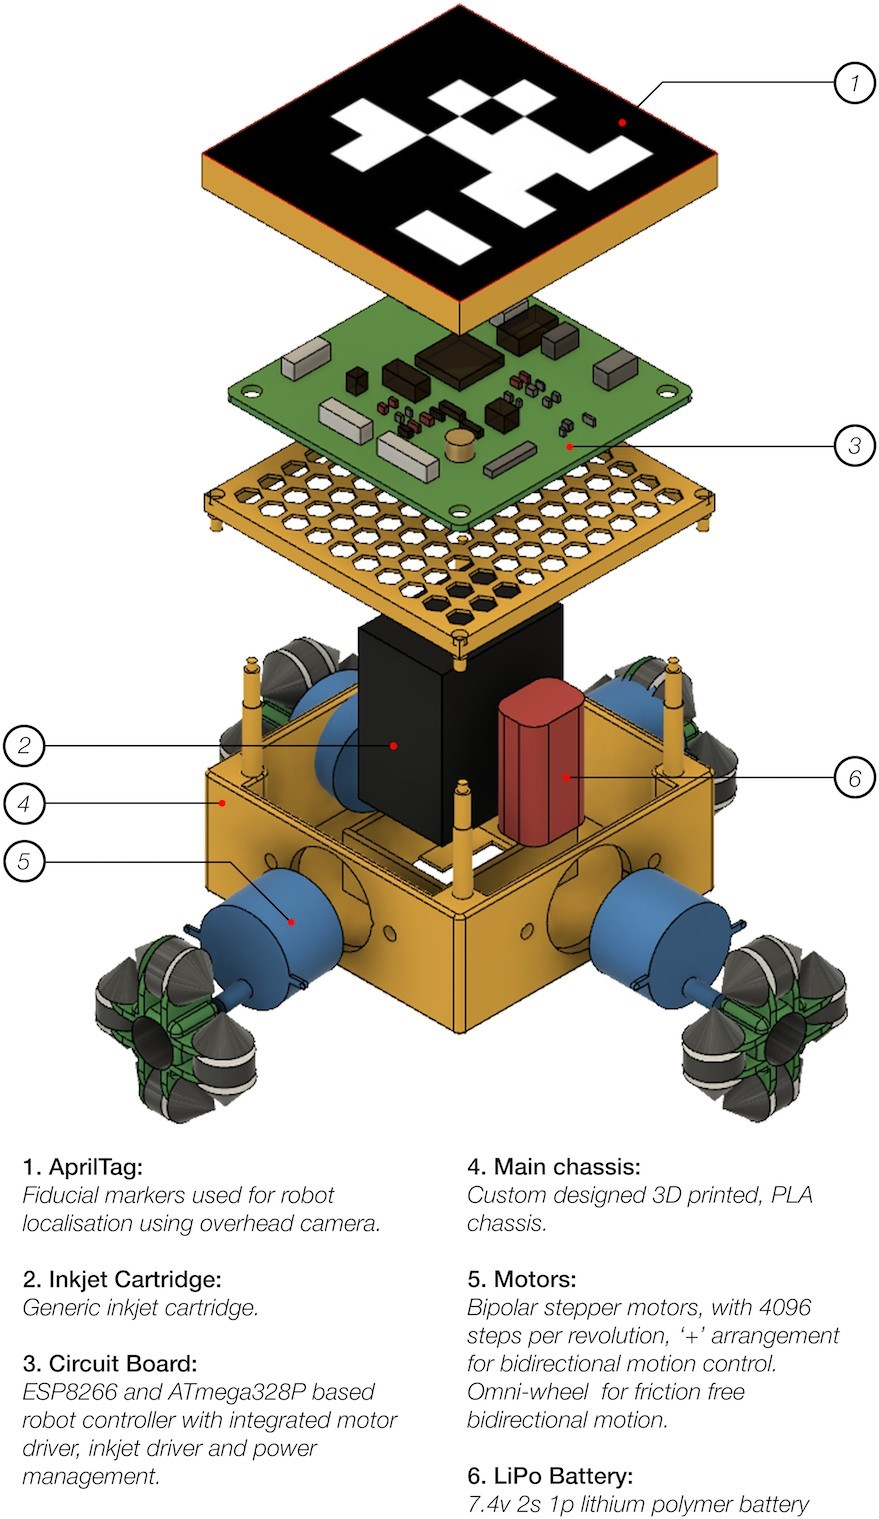 1
3
2
4
5
6
1. AprilTag:
Fiducial markers used for robot
localisation using overhead camera.
2. Inkjet Cartridge:
Generic inkjet cartridge.
3. Circuit Board:
ESP8266 and ATmega328P based
robot controller with integrated motor
driver, inkjet driver and power
management.
4. Main chassis:
Custom designed 3D printed, PLA
chassis.
5. Motors:
Bipolar stepper motors, with 4096
steps per revolution, ‘+’ arrangement
for bidirectional motion control.
Omni-wheel for friction free
bidirectional motion.
6. LiPo Battery:
7.4v 2s 1p lithium polymer battery